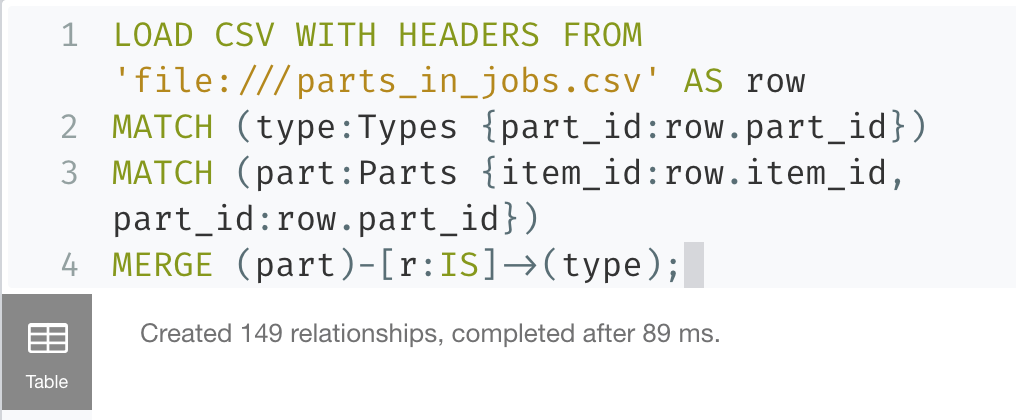 1 LOAD CSV WITH HEADERS FROM
'file:///parts_in_jobs.csv' AS row
2 MATCH (type:Types {part_id:row.part_id})
3 MATCH (part:Parts {item_id:row.item_id,
part_id:row.part_id})
4 MERGE (part)-[r:IS]->(type);
Created 149 relationships, completed after 89 ms.
Table